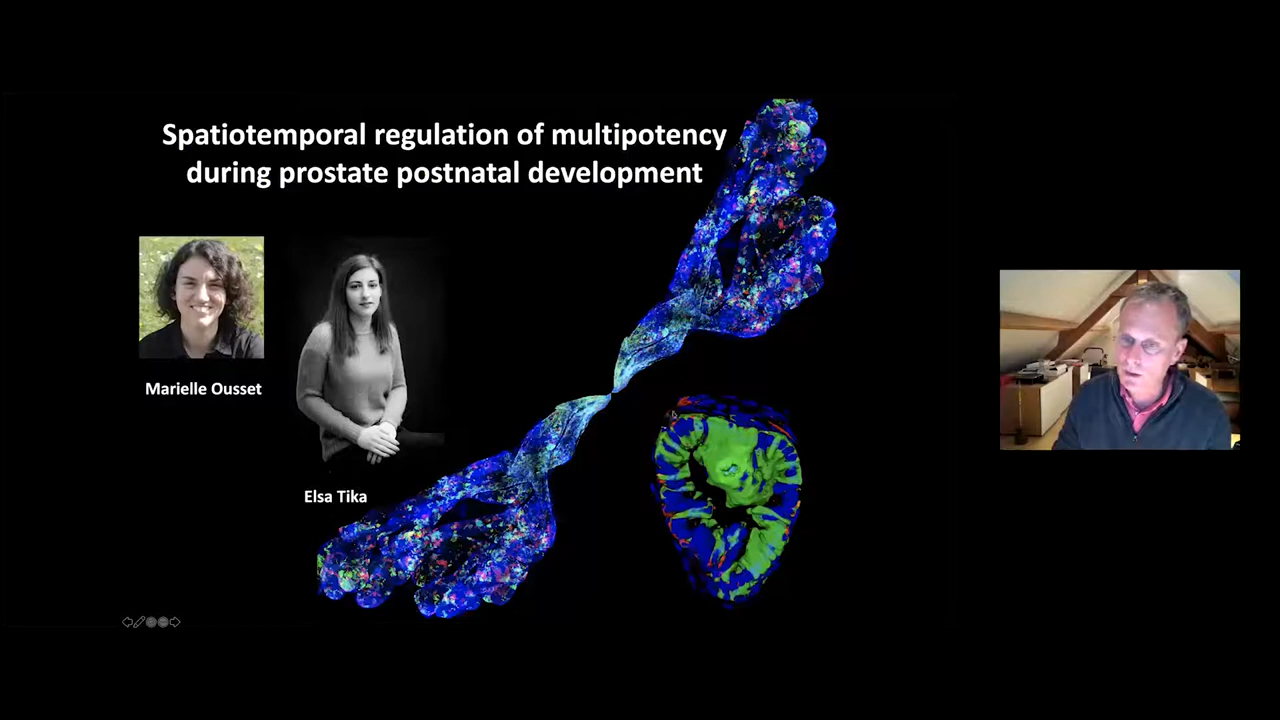 Spatiotemporal regulation of multipotency
during prostate postnatal development
Marielle Ousset
Elsa Tika